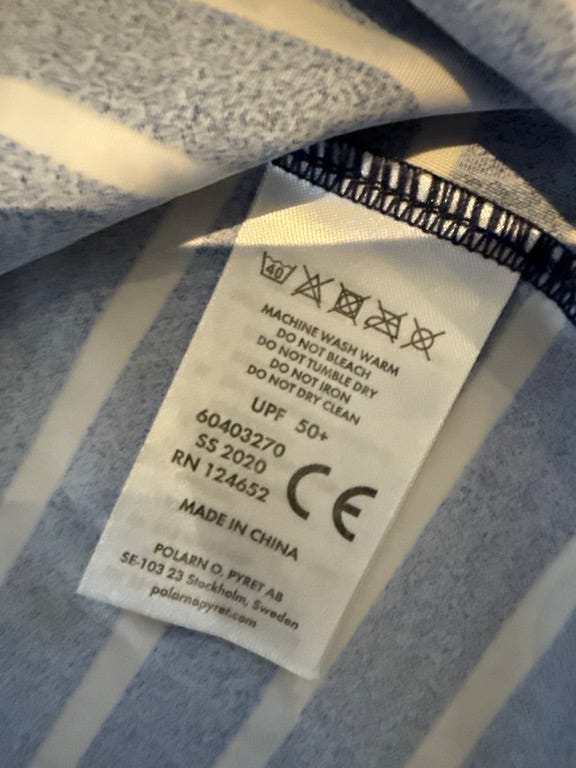 40
MACHINE WASH WARM
DO NOT BLEACH
DO NOT TUMBLE DRY
DO NOT IRON
DO NOT DRY CLEAN
UPF 50+
60403270
SS 2020
RN 124652
CE
MADE IN CHINA
POLARN O. PYRET AB
SE-103 23 Stockholm, Sweden
polarnopyret.com